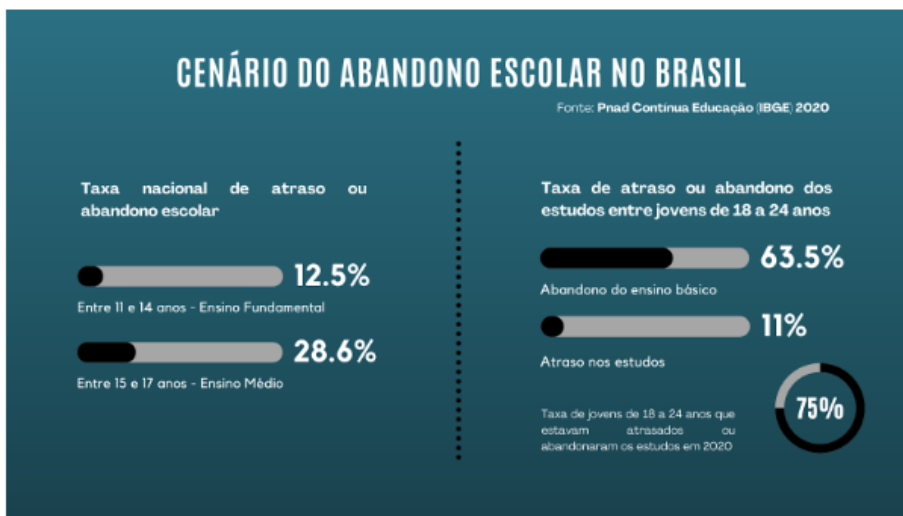 CENÁRIO DO ABANDONO ESCOLAR NO BRASIL
Fonte: Pnad Contínua Educação (IBGE) 2020
Taxa nacional de atraso ou
abandono escolar
12.5%
Entre 11 e 14 anos - Ensino Fundamental
28.6%
Entre 15 e 17 anos - Ensino Médio
Taxa de atraso ou abandono dos
estudos entre jovens de 18 a 24 anos
63.5%
Abandono do ensino básico
11%
Atraso nos estudos
Taxa de jovens de 18 a 24 anos que
estavam atrasados ou
abandonaram os estudos em 2020
75%